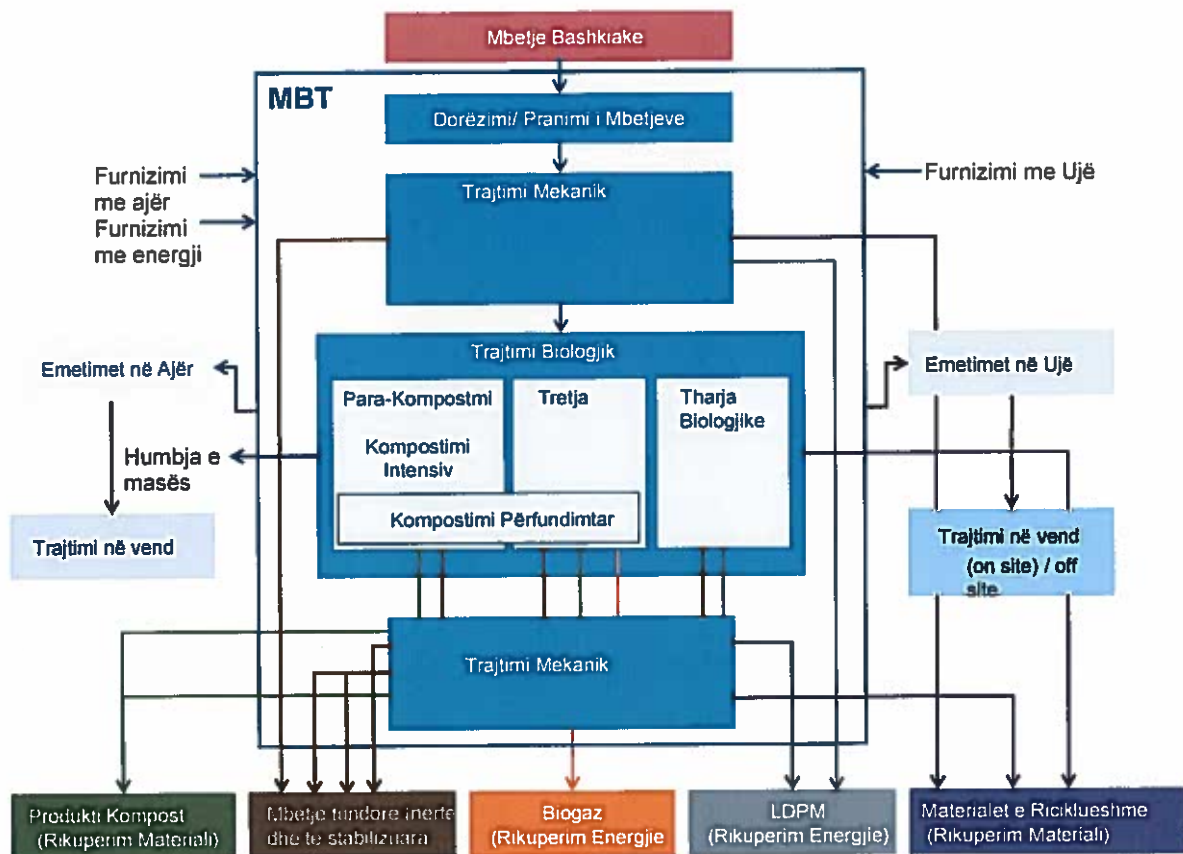 Mbetje Bashkiake
MBT
Dorëzimi/ Pranimi i Mbetjeve
Furnizimi
me ajër
Furnizimi
me energji
Trajtimi Mekanik
Furnizimi me Ujë
Trajtimi Biologjik
Emetimet në Ajër
Emetimet në Ujë
Para-Kompostmi
Kompostimi
Intensiv
Tretja
Tharja
Biologjike
Humbja e
masës
Kompostimi Përfundimtar
Trajtimi në vend
Trajtimi në vend
(on site) / off
site
Trajtimi Mekanik
Produkti Kompost
(Rikuperim Materiali)
Mbetje fundore inerte
dhe të stabilizuara
Biogaz
(Rikuperim Energjie
LDPM
(Rikuperim Energjie)
Materialet e Riciklueshme
(Rikuperim Materiali)